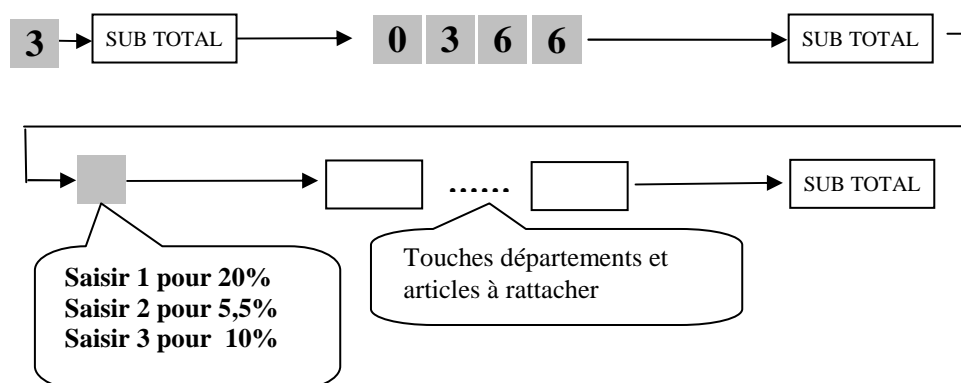 3 SUB TOTAL 0 3 6 6 SUB TOTAL
...... SUB TOTAL
Saisir 1 pour 20%
Saisir 2 pour 5,5%
Saisir 3 pour 10%
Touches départements et
articles à rattacher